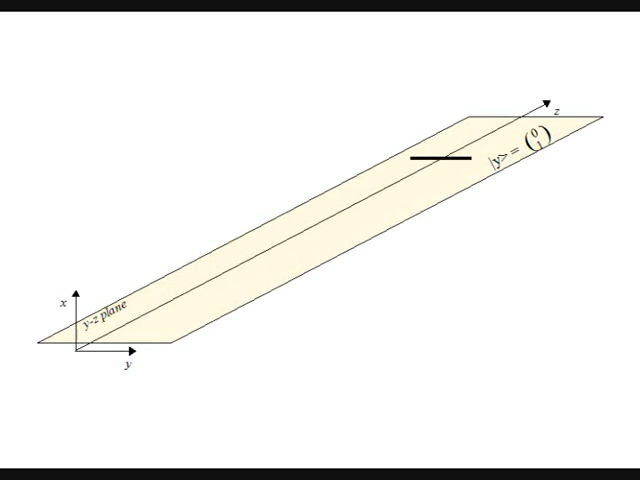 z
|y> = (0
1)
x
y-z plane
y